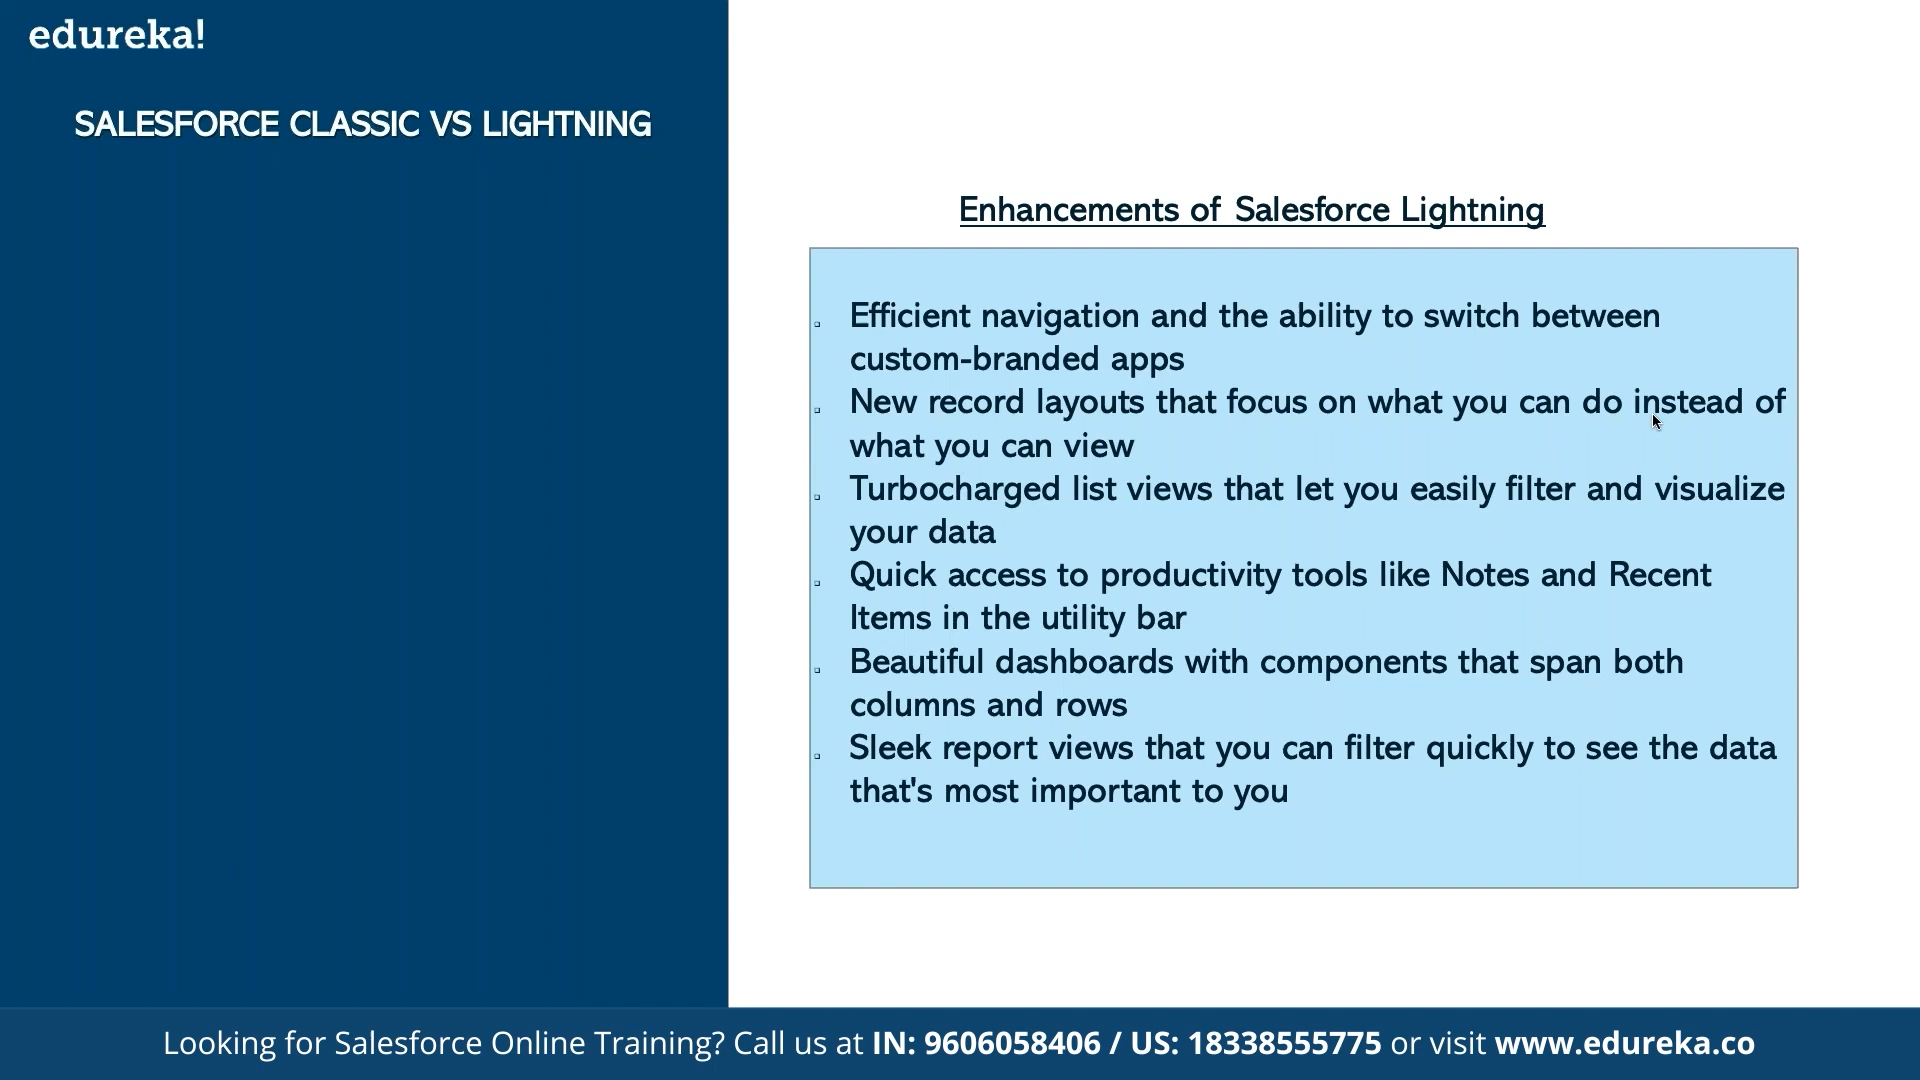 edureka!
SALESFORCE CLASSIC VS LIGHTNING
Enhancements of Salesforce Lightning
Efficient navigation and the ability to switch between
custom-branded apps
New record layouts that focus on what you can do instead of
what you can view
Turbocharged list views that let you easily filter and visualize
your data
Quick access to productivity tools like Notes and Recent
Items in the utility bar
Beautiful dashboards with components that span both
columns and rows
Sleek report views that you can filter quickly to see the data
that's most important to you
Looking for Salesforce Online Training? Call us at IN: 9606058406 / US: 18338555775 or visit www.edureka.co